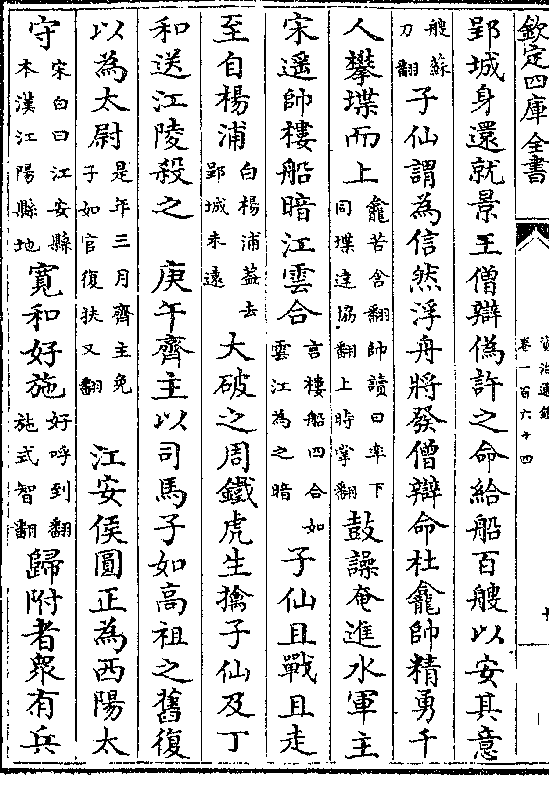 欽定四庫全書
卷一百六十四
郢城身還就景王僧辯偽許之命給船百艘以安其意
艘蘇刀翻子仙謂為信然浮舟將發僧辯命杜龕帥精勇千
人攀堞而上龕苦含翻帥讀曰率下同堞達協翻上時掌翻鼓譟奄進水軍主
宋遥帥樓船暗江雲合言樓船四合如雲江為之暗子仙且戰且走
至自楊浦白楊浦蓋去郢城未遠大破之周鐵虎生擒子仙及丁
和送江陵殺之　庚午齊主以司馬子如高祖之舊復
以為太尉是年三月齊主免子如官復扶又翻　江安侯圓正為西陽太
守宋白曰江安縣本漢江陽縣地寛和好施好呼到翻施式智翻歸附者衆有兵